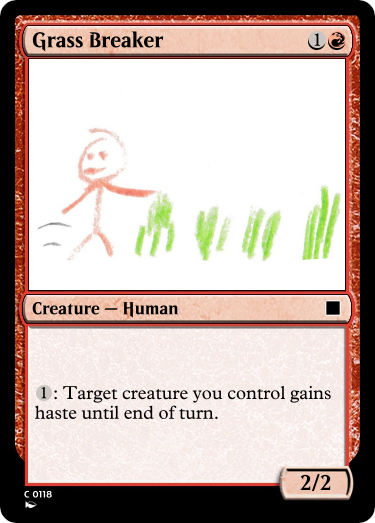 Grass Breaker 1
Creature — Human
1: Target creature you control gains
haste until end of turn.
2/2
C 0118